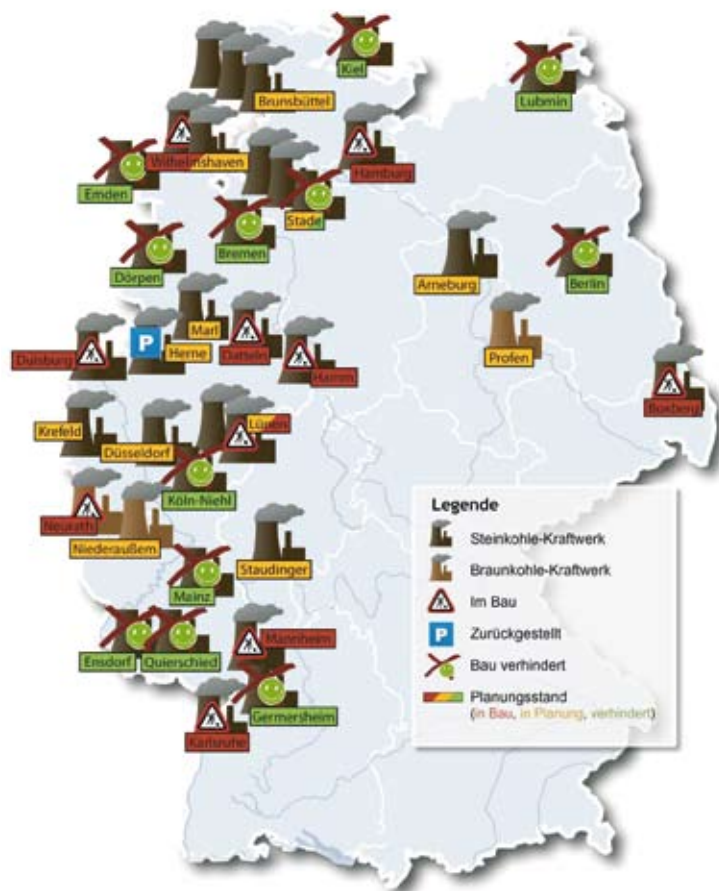 Kiel
Lubmin
Brunsbüttel
Wilhelmshaven
Hamburg
Emden
Stade
Bremen
Dörpen
Arneburg
Berlin
Marl
Herne
Duisburg
Datteln
Hamm
Profen
Boxberg
Krefeld
Düsseldorf
Lünen
Köln-Niehl
Neurath
Niederaußem
Staudinger
Mainz
Ensdorf
Quierschied
Mannheim
Germersheim
Karlsruhe
Legende
Steinkohle-Kraftwerk
Braunkohle-Kraftwerk
Im Bau
P
Zurückgestellt
Bau verhindert
Planungsstand
(in Bau, in Planung, verhindert)